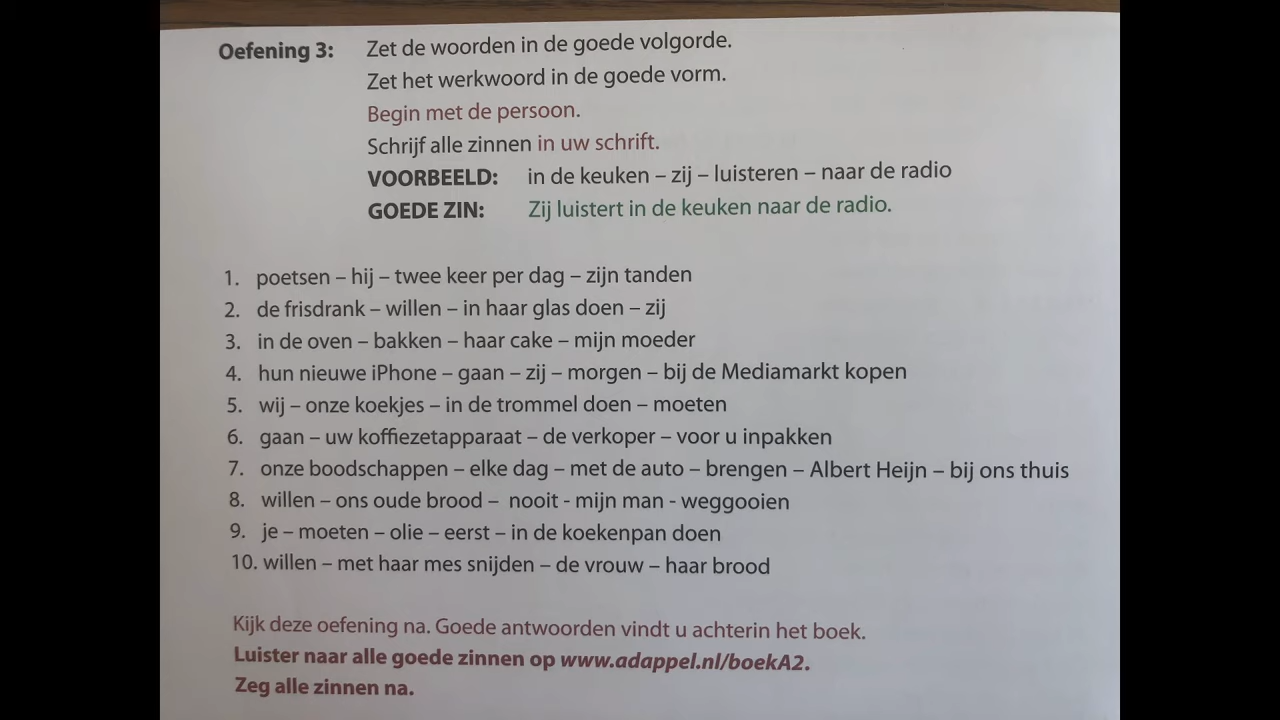 Oefening 3: Zet de woorden in de goede volgorde.
Zet het werkwoord in de goede vorm.
Begin met de persoon.
Schrijf alle zinnen in uw schrift.
VOORBEELD: in de keuken – zij – luisteren – naar de radio
GOEDE ZIN: Zij luistert in de keuken naar de radio.
1. poetsen – hij – twee keer per dag – zijn tanden
2. de frisdrank – willen – in haar glas doen – zij
3. in de oven – bakken – haar cake – mijn moeder
4. hun nieuwe iPhone – gaan – zij – morgen – bij de Mediamarkt kopen
5. wij – onze koekjes – in de trommel doen – moeten
6. gaan – uw koffiezetapparaat – de verkoper – voor u inpakken
7. onze boodschappen – elke dag – met de auto – brengen – Albert Heijn – bij ons thuis
8. willen – ons oude brood – nooit - mijn man - weggooien
9. je – moeten – olie – eerst – in de koekenpan doen
10. willen – met haar mes snijden – de vrouw – haar brood
Kijk deze oefening na. Goede antwoorden vindt u achterin het boek.
Luister naar alle goede zinnen op www.adappel.nl/boekA2.
Zeg alle zinnen na.